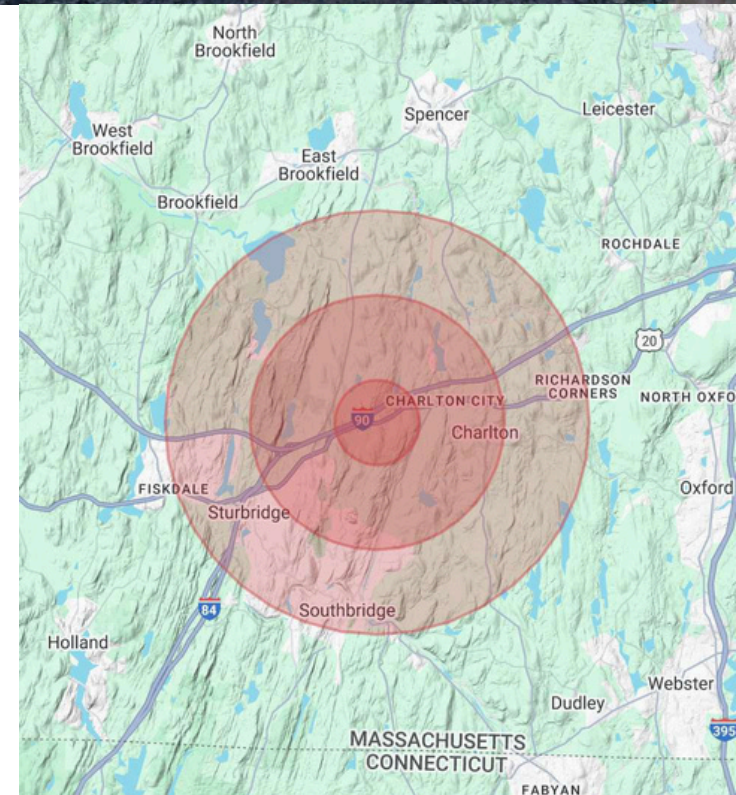 North
Brookfield
Spencer
Leicester
West
Brookfield
East
Brookfield
Brookfield
ROCHDALE
20
RICHARDSON
CORNERS
CHARLTON CITY
NORTH OXFO
90
Charlton
FISKDALE
Oxford
Sturbridge
84
Southbridge
Holland
Webster
Dudley
395
MASSACHUSETTS
CONNECTICUT
FABYAN